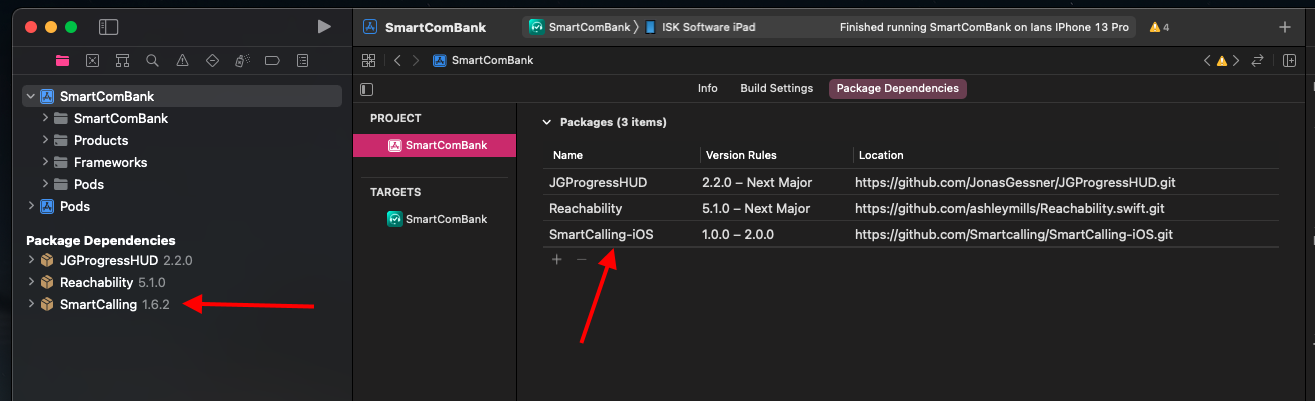 SmartComBank
SmartComBank 〉 ISK Software iPad
Finished running SmartComBank on Ians IPhone 13 Pro
4
SmartComBank
SmartComBank
Products
Frameworks
Pods
Pods
Package Dependencies
JGProgressHUD 2.2.0
Reachability 5.1.0
SmartCalling 1.6.2
SmartComBank
Info Build Settings Package Dependencies
PROJECT
SmartComBank
TARGETS
SmartComBank
Packages (3 items)
Name Version Rules Location
JGProgressHUD 2.2.0 – Next Major https://github.com/JonasGessner/JGProgressHUD.git
Reachability 5.1.0 – Next Major https://github.com/ashleymills/Reachability.swift.git
SmartCalling-iOS 1.0.0 – 2.0.0 https://github.com/Smartcalling/SmartCalling-iOS.git